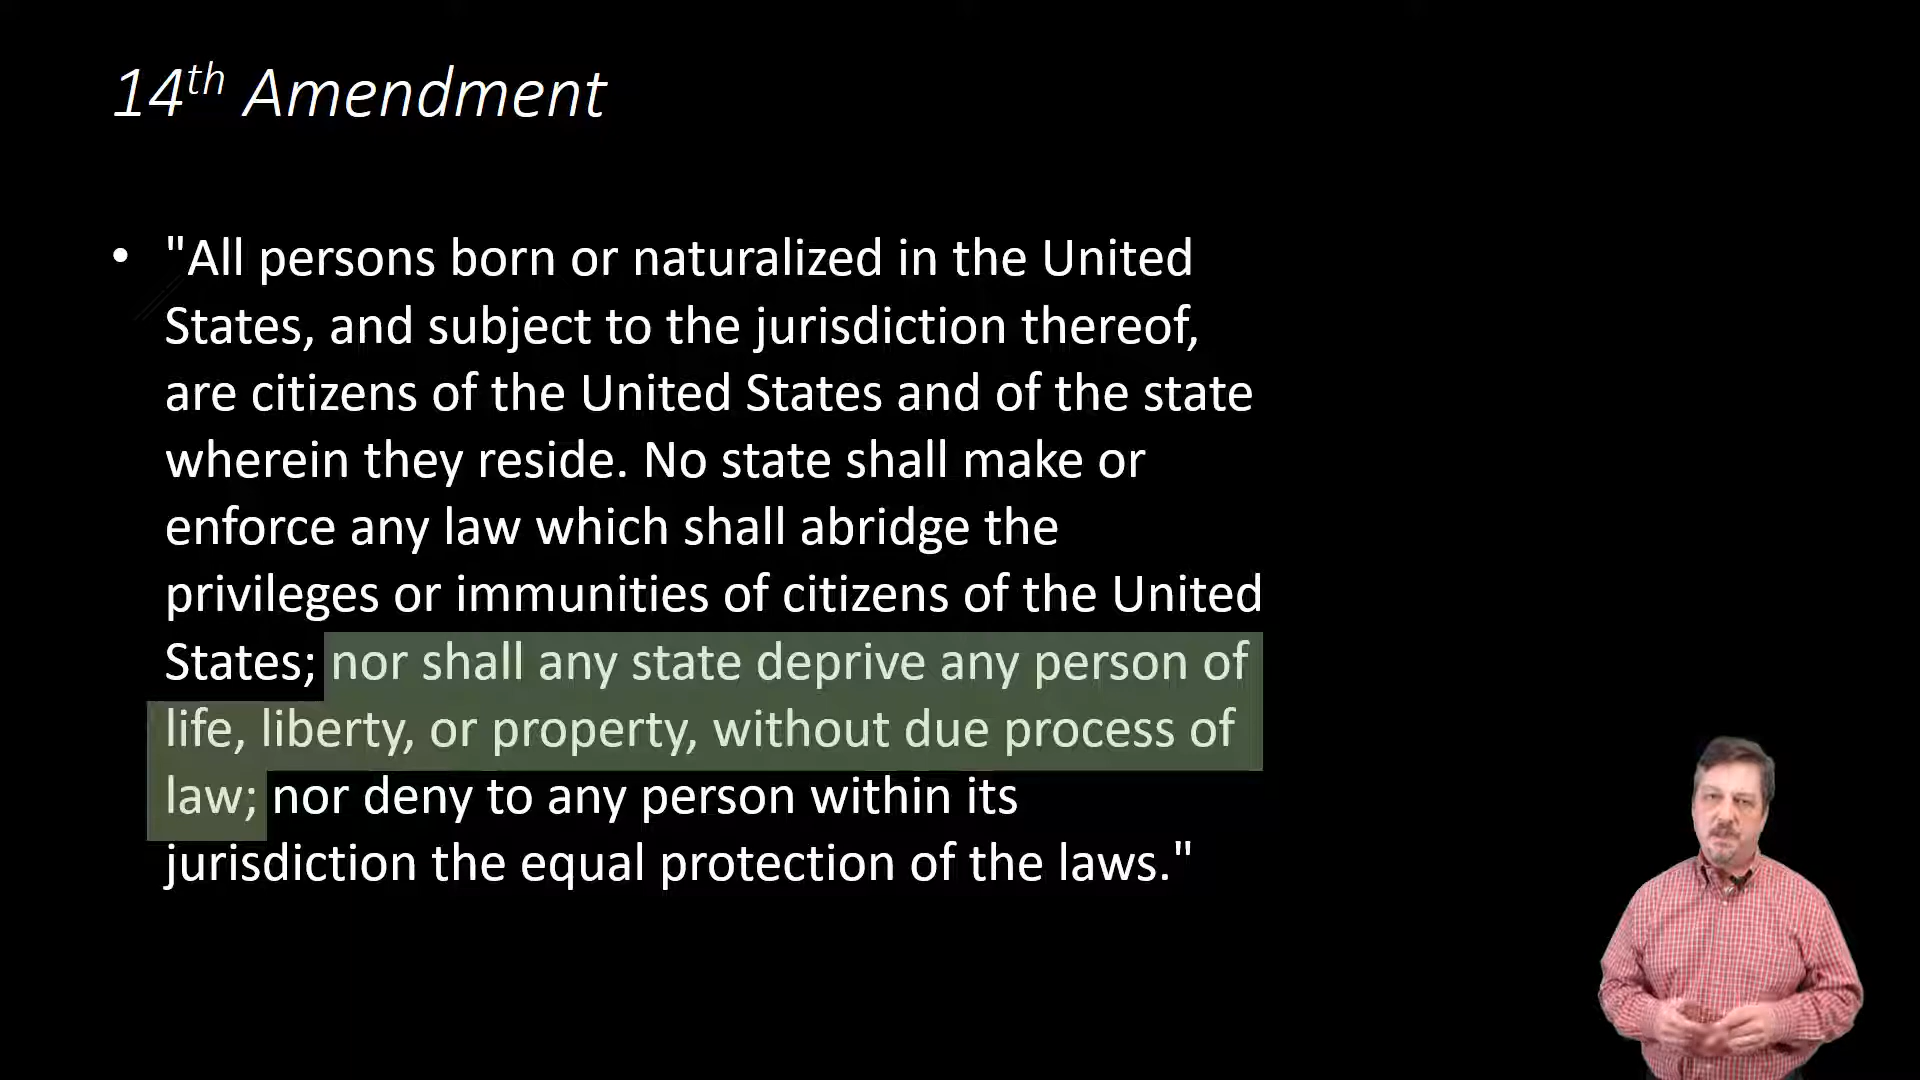 14th Amendment
• "All persons born or naturalized in the United
States, and subject to the jurisdiction thereof,
are citizens of the United States and of the state
wherein they reside. No state shall make or
enforce any law which shall abridge the
privileges or immunities of citizens of the United
States; nor shall any state deprive any person of
life, liberty, or property, without due process of
law; nor deny to any person within its
jurisdiction the equal protection of the laws."